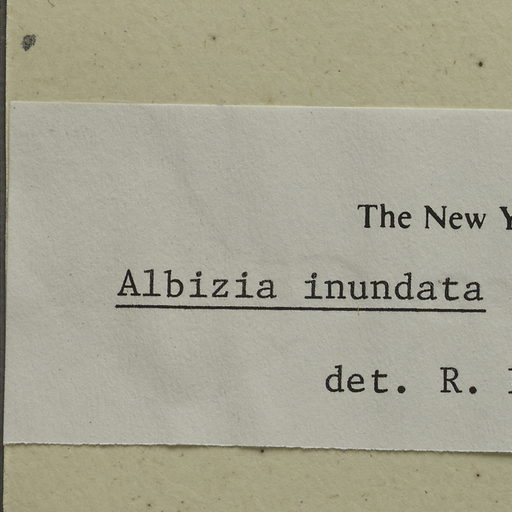 The New Y
Albizia inundata
det. R.